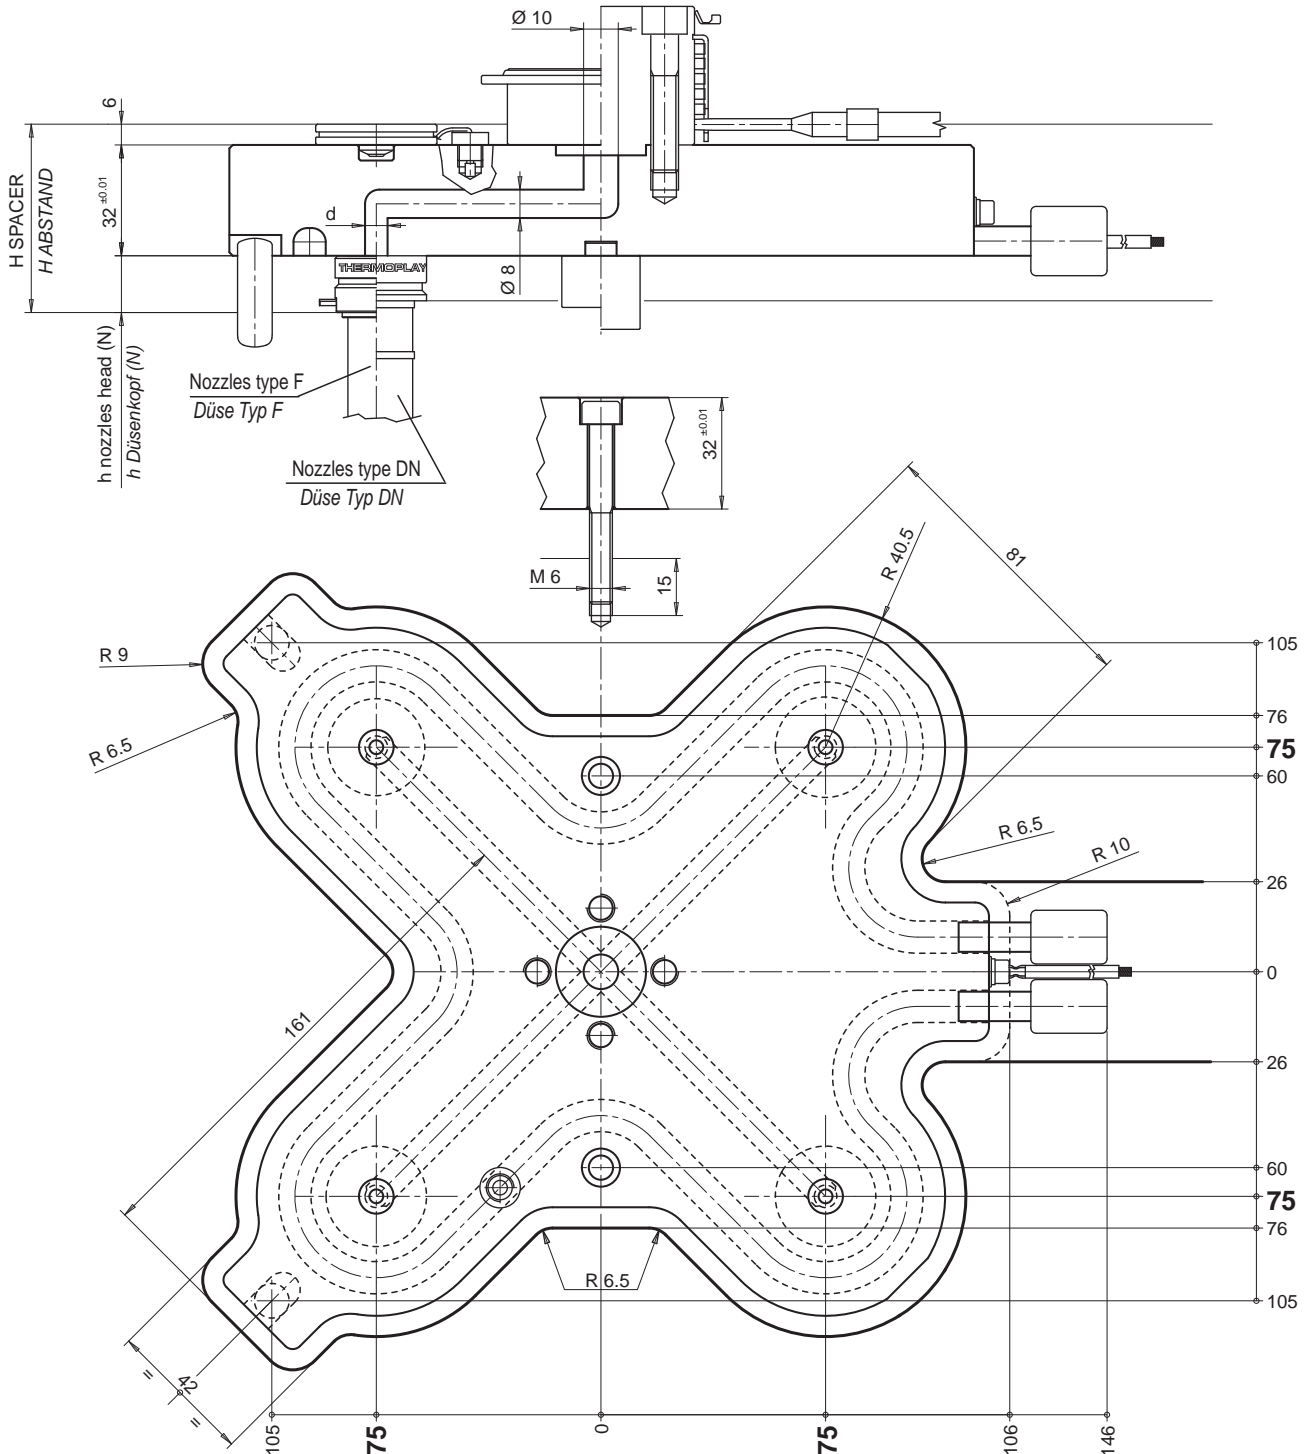 Ø 10
6
32 ±0.01
H SPACER
H ABSTAND
d
THERMOPLAY
Ø 8
h nozzles head (N)
h Düsenkopf (N)
Nozzles type F
Düse Typ F
Nozzles type DN
Düse Typ DN
32 ±0.01
M 6
15
R 40.5
81
R 9
R 6.5
105
76
75
60
R 6.5
R 10
26
0
26
161
60
75
76
R 6.5
105
=
42
=
105
75
0
75
106
146